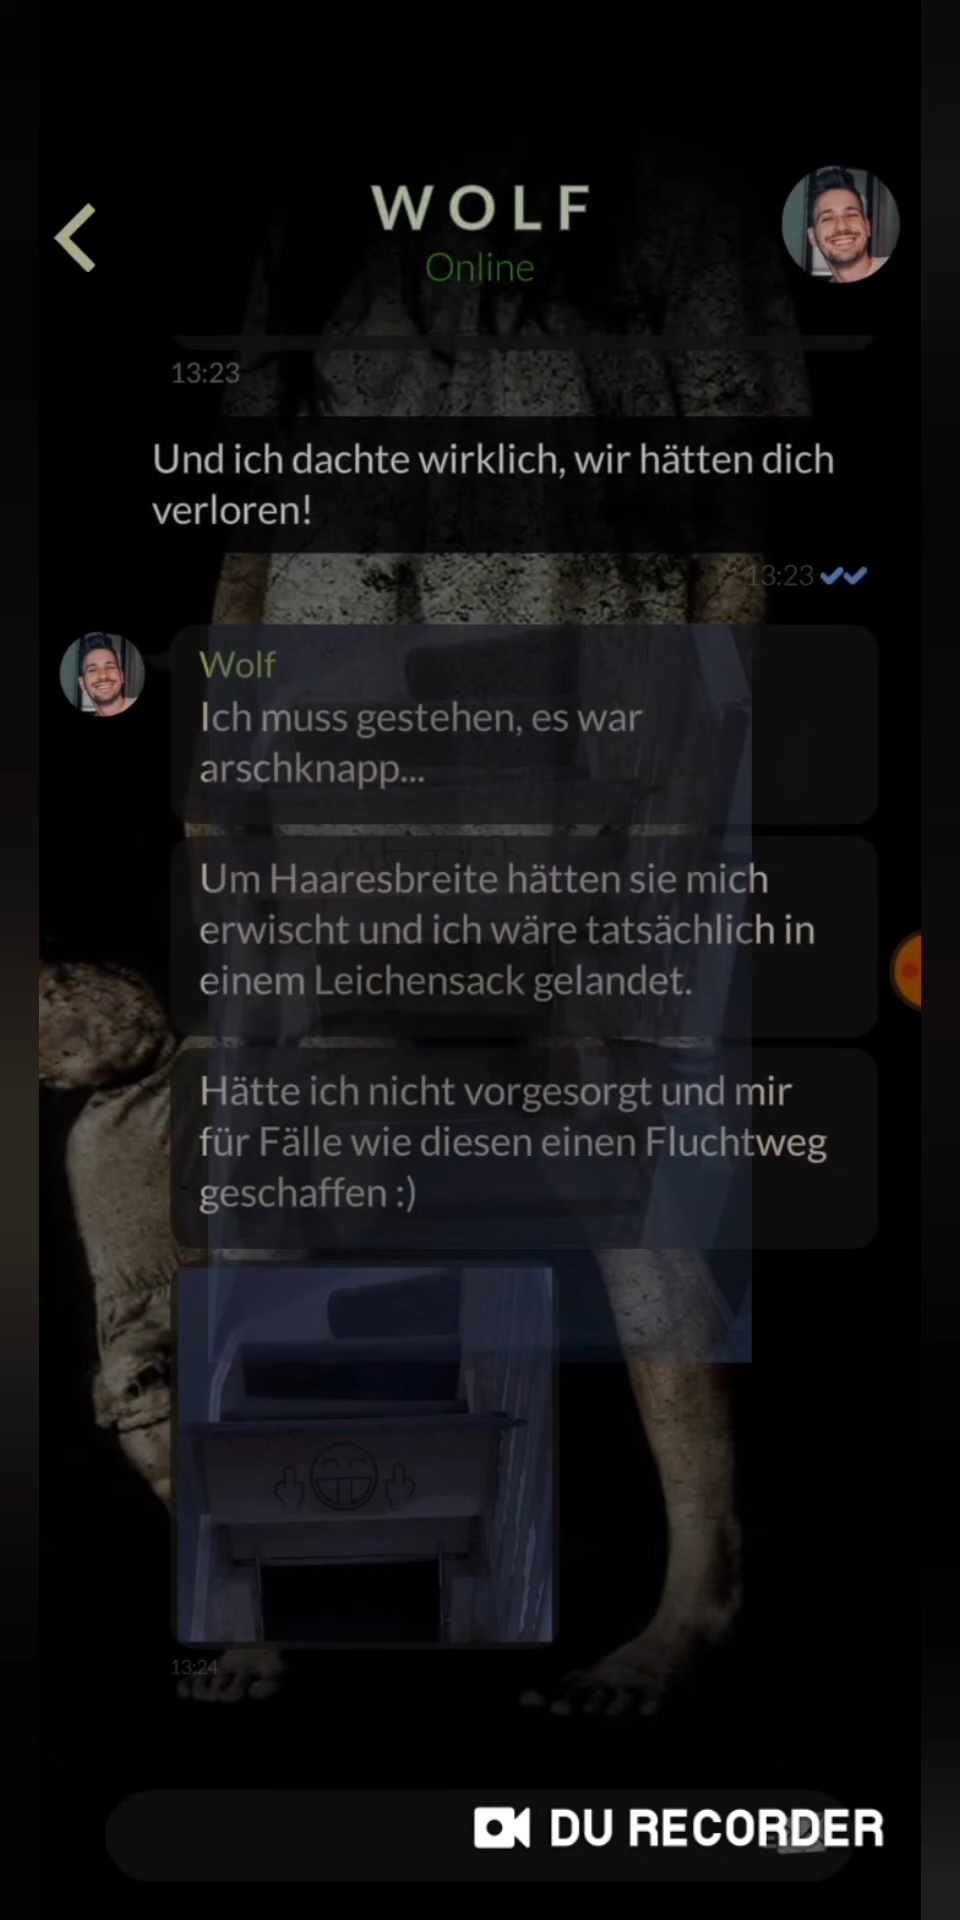 WOLF
Online
13:23
Und ich dachte wirklich, wir hätten dich
verloren!
13:23
Wolf
Ich muss gestehen, es war
arschknapp...
Um Haaresbreite hätten sie mich
erwischt und ich wäre tatsächlich in
einem Leichensack gelandet.
Hätte ich nicht vorgesorgt und mir
für Fälle wie diesen einen Fluchtweg
geschaffen :)
13:24
DU RECORDER